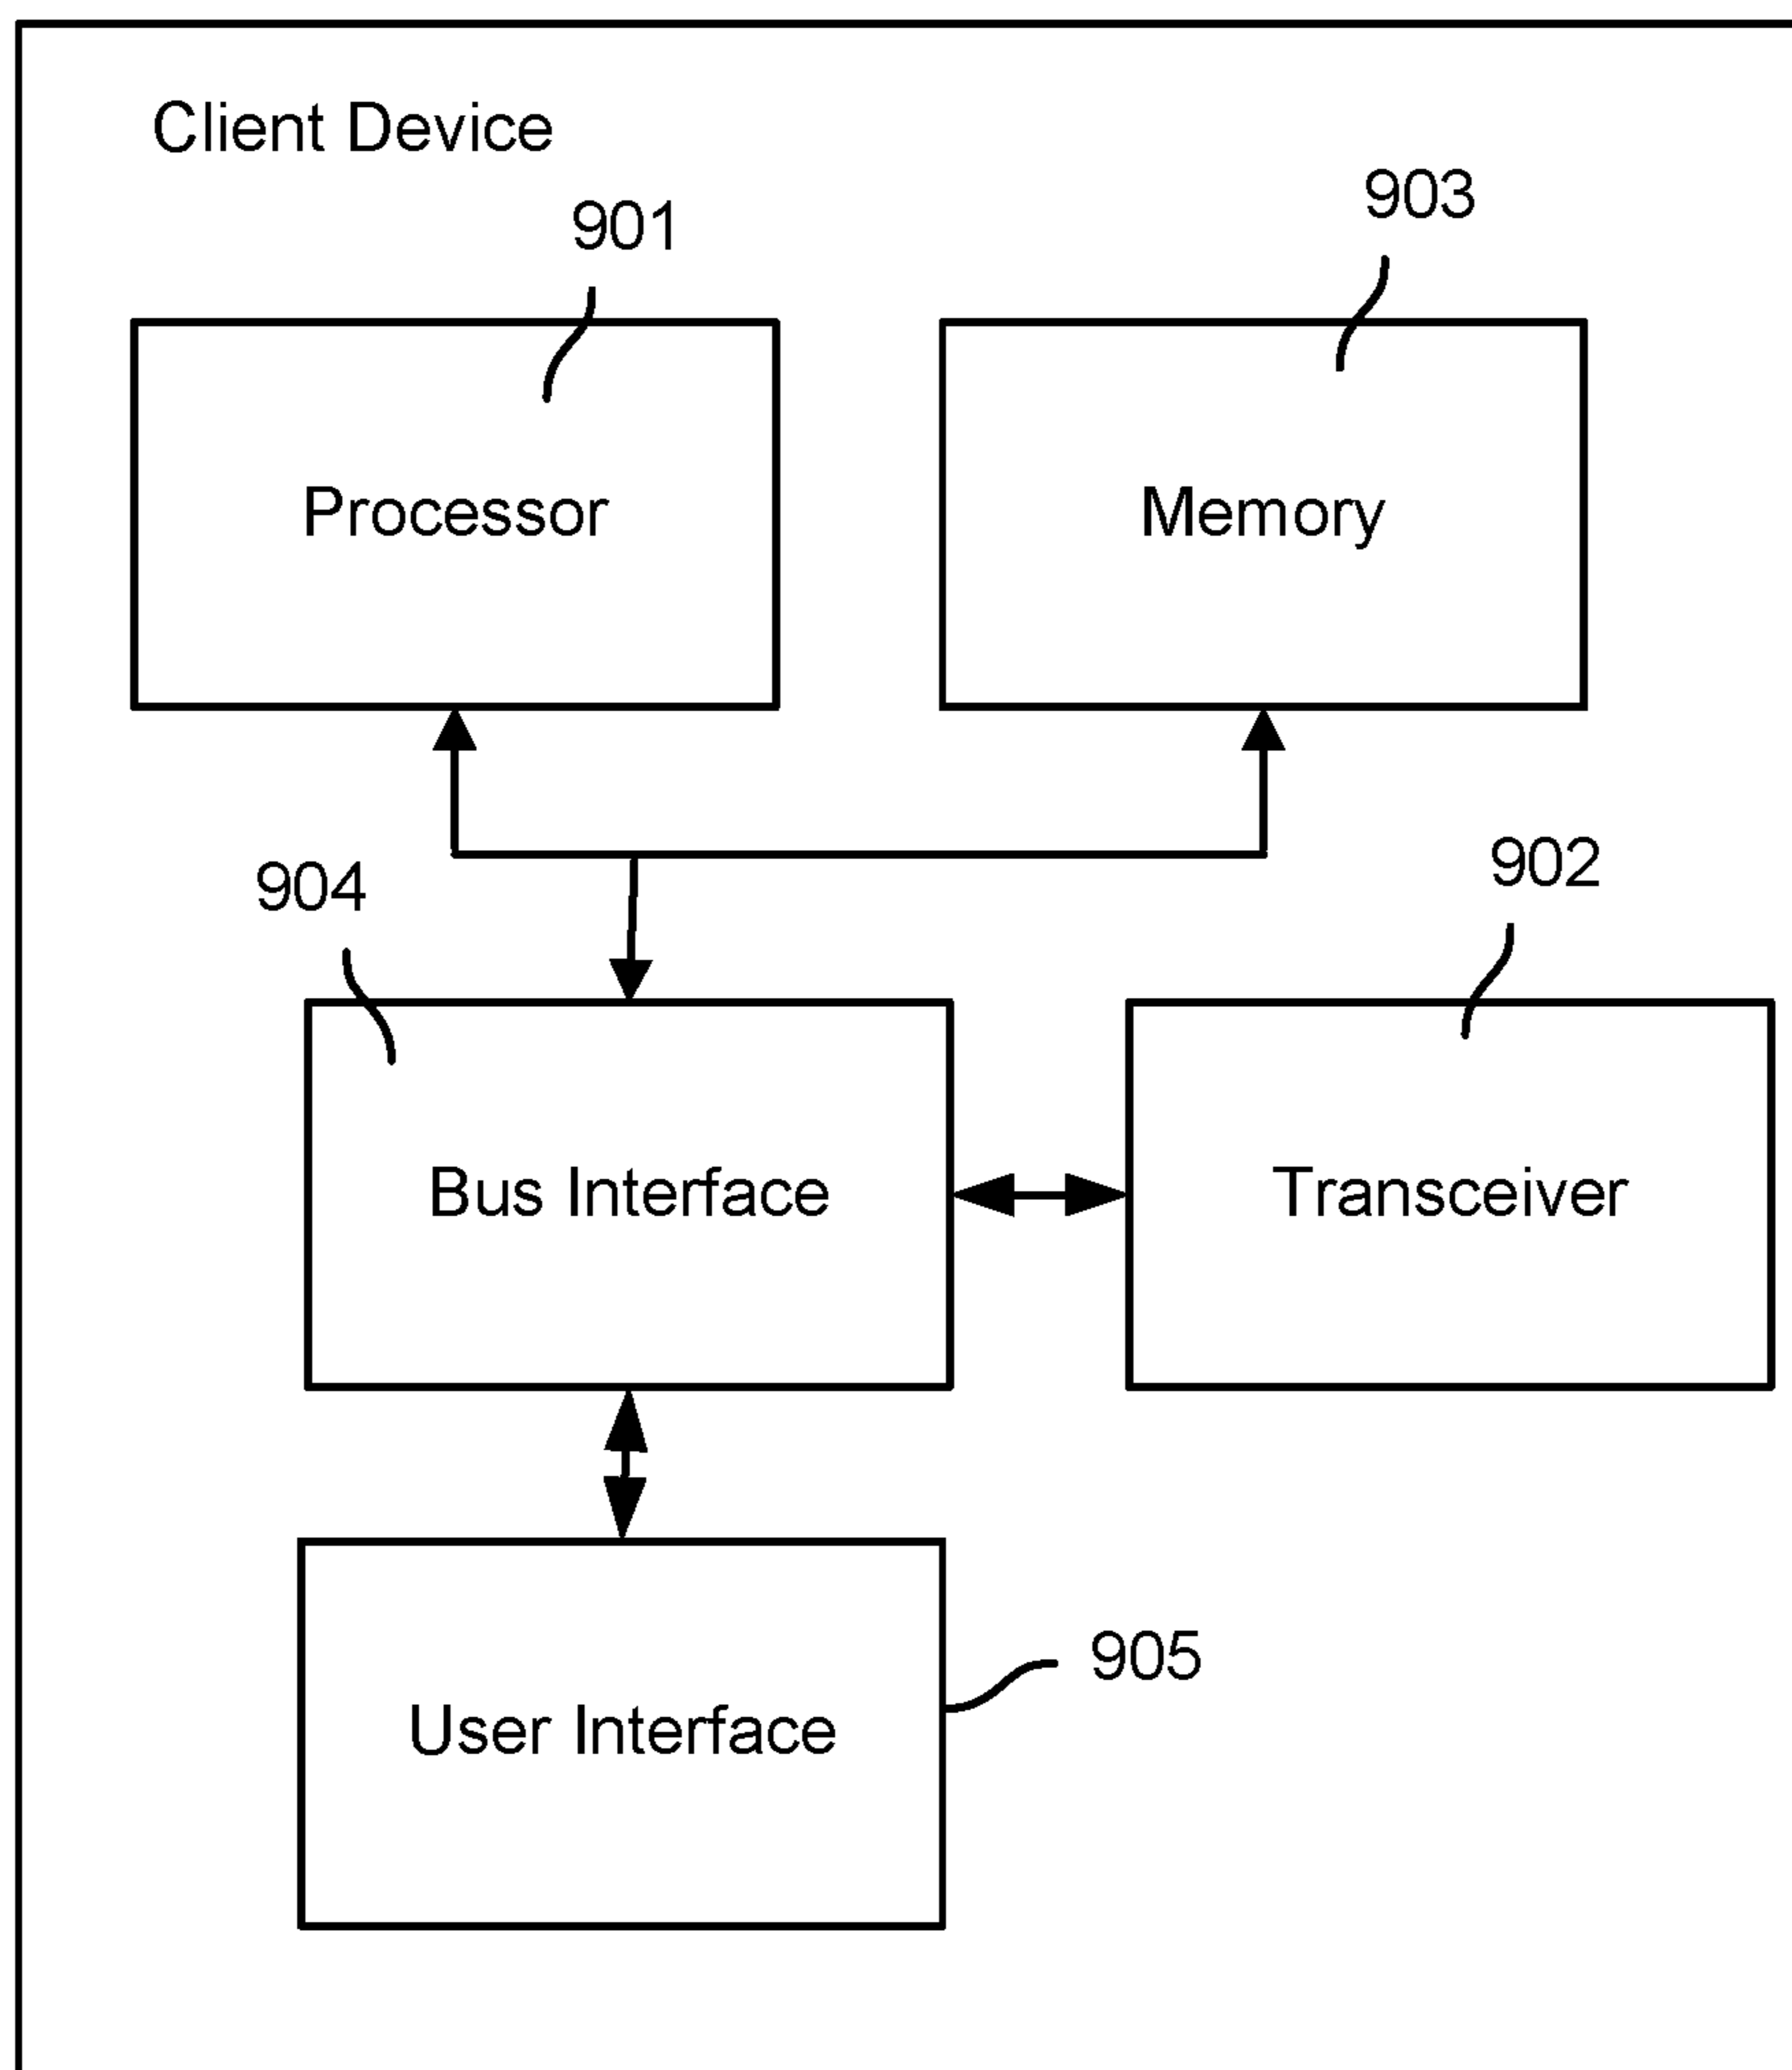 Client Device
901
903
Processor
Memory
904
902
Bus Interface
Transceiver
905
User Interface